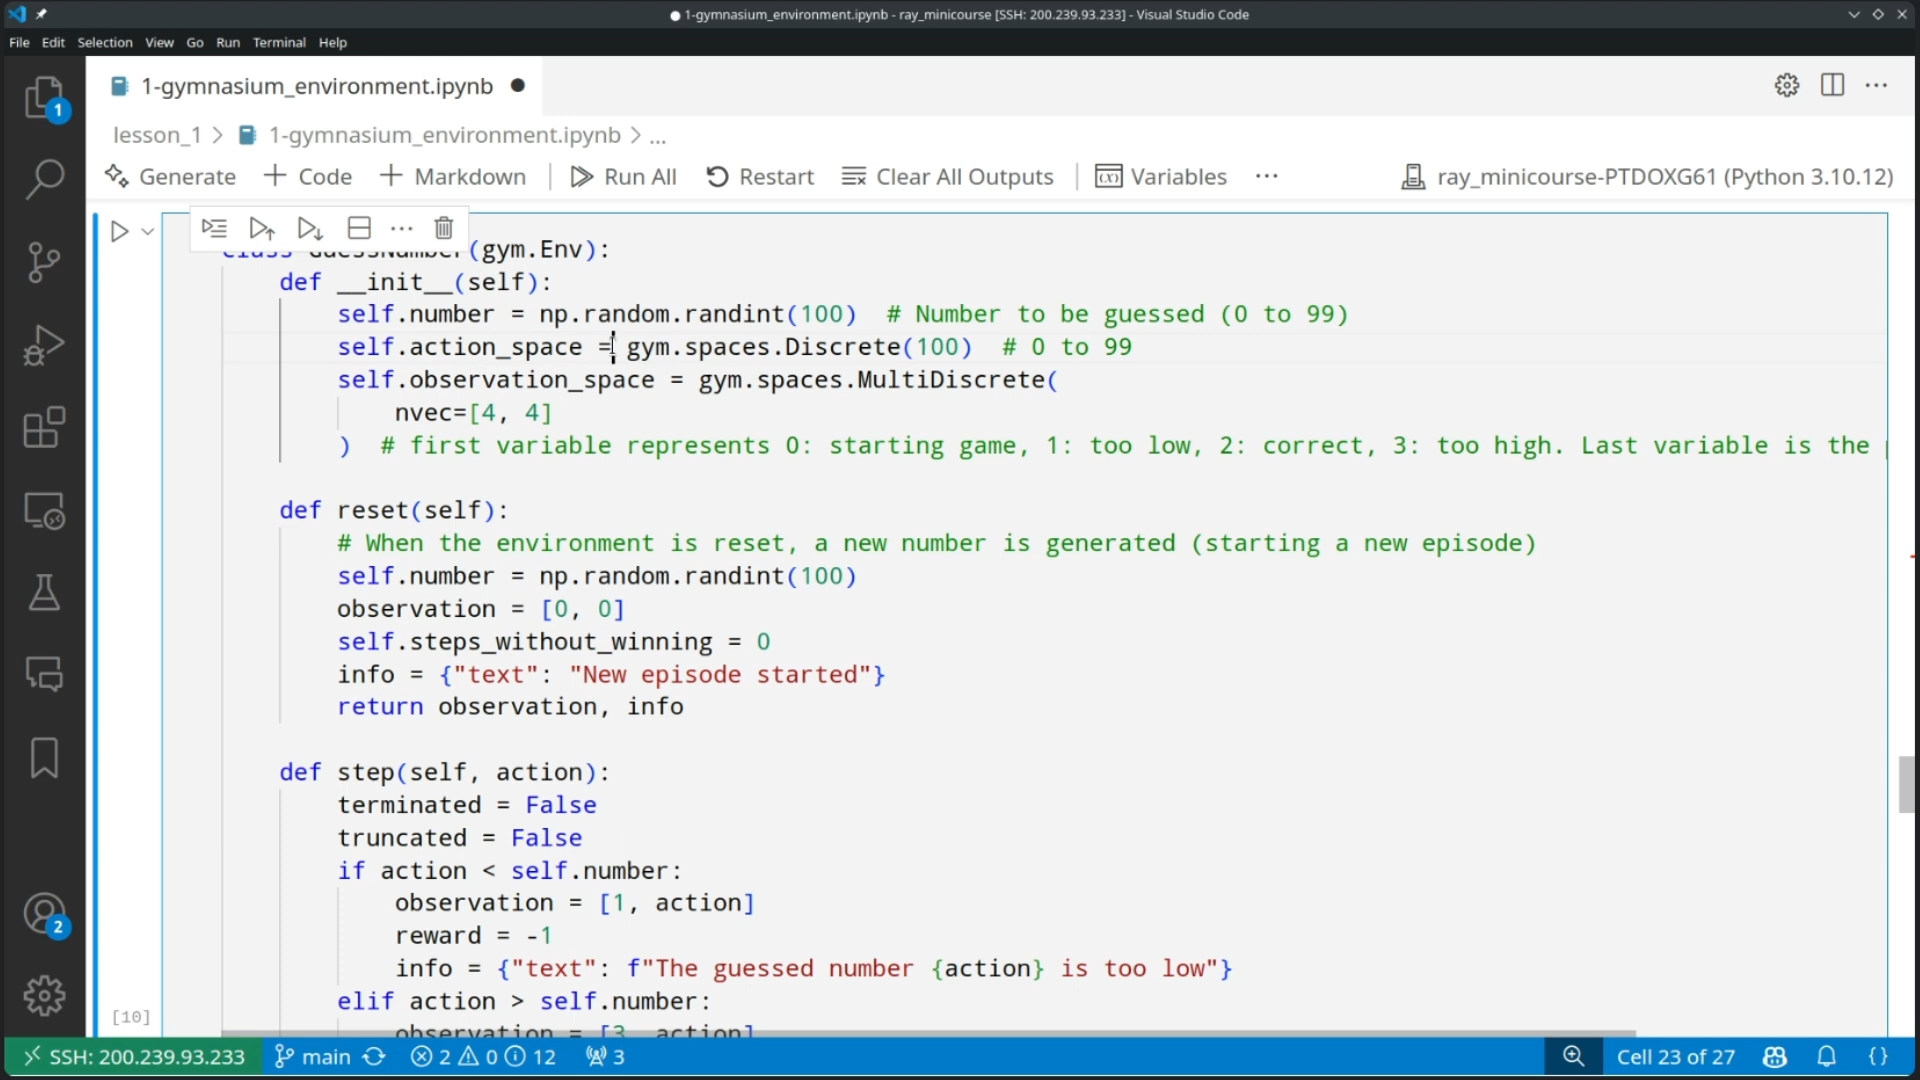 1-gymnasium_environment.ipynb - ray_minicourse [SSH: 200.239.93.233] - Visual Studio Code
File Edit Selection View Go Run Terminal Help
1-gymnasium_environment.ipynb
lesson_1 > 1-gymnasium_environment.ipynb > ...
Generate + Code + Markdown Run All Restart Clear All Outputs Variables ... ray_minicourse-PTDOXG61 (Python 3.10.12)
class GuessNumber(gym.Env):
def __init__(self):
self.number = np.random.randint(100)  # Number to be guessed (0 to 99)
self.action_space = gym.spaces.Discrete(100)  # 0 to 99
self.observation_space = gym.spaces.MultiDiscrete(
nvec=[4, 4]
)  # first variable represents 0: starting game, 1: too low, 2: correct, 3: too high. Last variable is the
def reset(self):
# When the environment is reset, a new number is generated (starting a new episode)
self.number = np.random.randint(100)
observation = [0, 0]
self.steps_without_winning = 0
info = {"text": "New episode started"}
return observation, info
def step(self, action):
terminated = False
truncated = False
if action < self.number:
observation = [1, action]
reward = -1
info = {"text": f"The guessed number {action} is too low"}
elif action > self.number:
observation = [3, action]
[10]
1
2
SSH: 200.239.93.233 main 2 0 12 3 Cell 23 of 27 {}